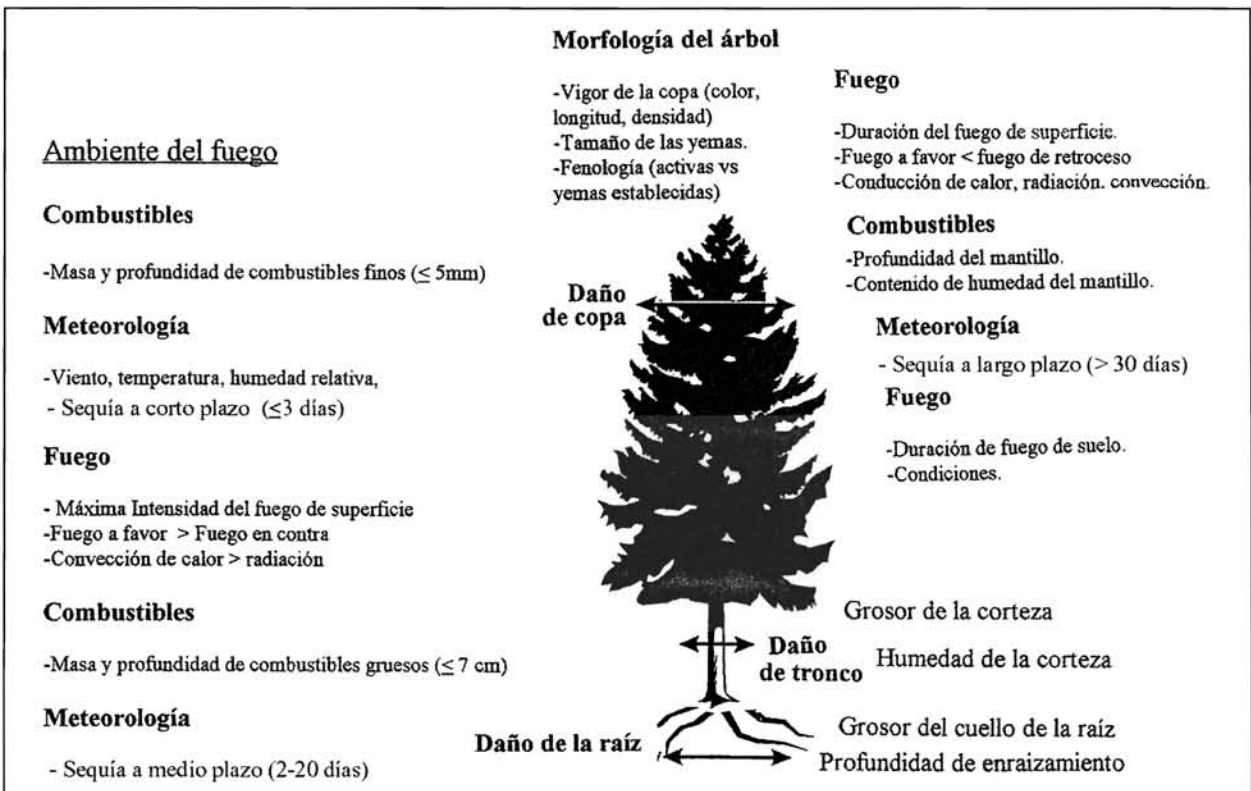 Ambiente del fuego
Combustibles
-Masa y profundidad de combustibles finos (≤ 5mm)
Meteorología
-Viento, temperatura, humedad relativa,
- Sequía a corto plazo (≤3 días)
Fuego
- Máxima Intensidad del fuego de superficie
-Fuego a favor > Fuego en contra
-Convección de calor > radiación
Combustibles
-Masa y profundidad de combustibles gruesos (≤ 7 cm)
Meteorología
- Sequía a medio plazo (2-20 días)
Morfología del árbol
-Vigor de la copa (color,
longitud, densidad)
-Tamaño de las yemas.
-Fenología (activas vs
yemas establecidas)
Daño
de copa
Daño
de tronco
Daño de la raíz
Fuego
-Duración del fuego de superficie.
-Fuego a favor < fuego de retroceso
-Conducción de calor, radiación. convección.
Combustibles
-Profundidad del mantillo.
-Contenido de humedad del mantillo.
Meteorología
- Sequía a largo plazo (> 30 días)
Fuego
-Duración de fuego de suelo.
-Condiciones.
Grosor de la corteza
Humedad de la corteza
Grosor del cuello de la raíz
Profundidad de enraizamiento